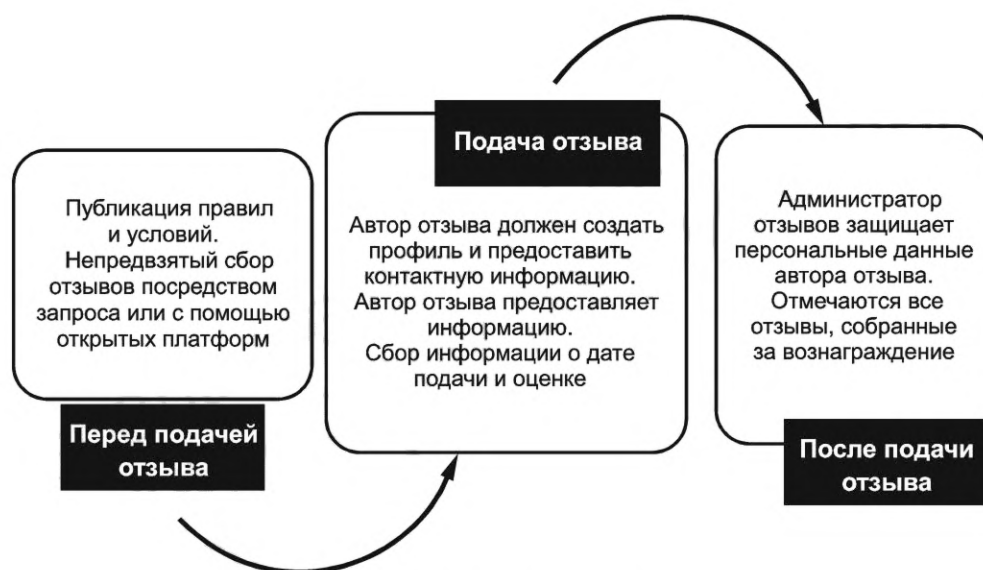 Публикация правил
и условий.
Непредвзятый сбор
отзывов посредством
запроса или с помощью
открытых платформ
Перед подачей
отзыва
Подача отзыва
Автор отзыва должен создать
профиль и предоставить
контактную информацию.
Автор отзыва предоставляет
информацию.
Сбор информации о дате
подачи и оценке
Администратор
отзывов защищает
персональные данные
автора отзыва.
Отмечаются все
отзывы, собранные
за вознаграждение
После подачи
отзыва